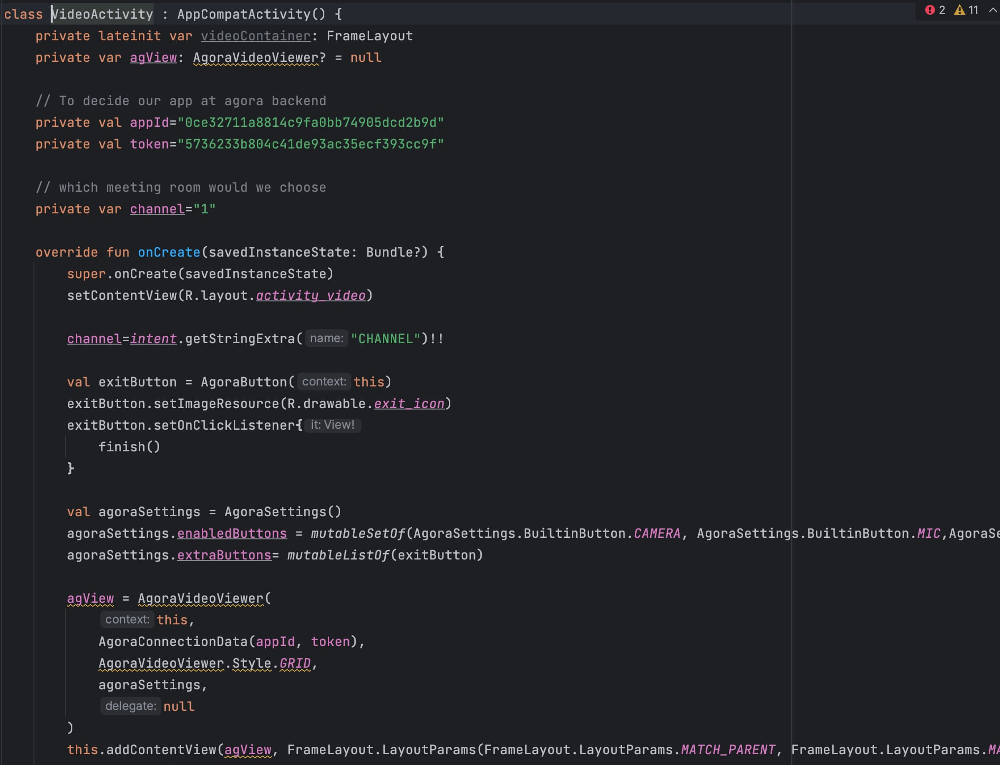 class VideoActivity : AppCompatActivity() {
2 11
private lateinit var videoContainer: FrameLayout
private var agView: AgoraVideoViewer? = null
// To decide our app at agora backend
private val appId="0ce32711a8814c9fa0bb74905dcd2b9d"
private val token="5736233b804c41de93ac35ecf393cc9f"
// which meeting room would we choose
private var channel="1"
override fun onCreate(savedInstanceState: Bundle?) {
super.onCreate(savedInstanceState)
setContentView(R.layout.activity_video)
channel=intent.getStringExtra( name: "CHANNEL")!!
val exitButton = AgoraButton( context: this)
exitButton.setImageResource(R.drawable.exit_icon)
exitButton.setOnClickListener{ it: View!
finish()
}
val agoraSettings = AgoraSettings()
agoraSettings.enabledButtons = mutableSetOf(AgoraSettings.BuiltinButton.CAMERA, AgoraSettings.BuiltinButton.MIC,AgoraSe
agoraSettings.extraButtons= mutableListOf(exitButton)
agView = AgoraVideoViewer(
context: this,
AgoraConnectionData(appId, token),
AgoraVideoViewer.Style.GRID,
agoraSettings,
delegate: null
)
this.addContentView(agView, FrameLayout.LayoutParams(FrameLayout.LayoutParams.MATCH_PARENT, FrameLayout.LayoutParams.MA